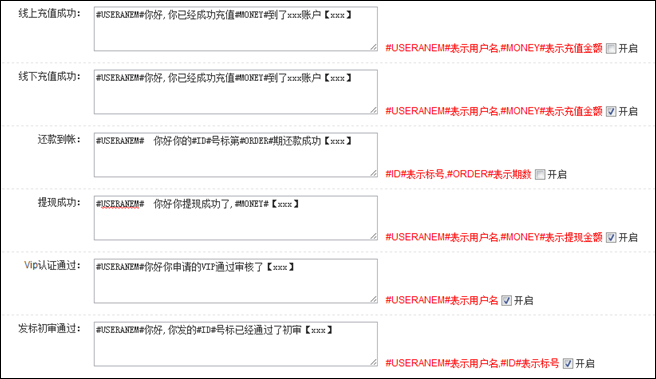 线上充值成功: #USERANEM#你好,你已经成功充值#MONEY#到了xxx账户【xxx】
#USERANEM#表示用户名,#MONEY#表示充值金额 开启
线下充值成功: #USERANEM#你好,你已经成功充值#MONEY#到了xxx账户【xxx】
#USERANEM#表示用户名,#MONEY#表示充值金额 开启
还款到帐: #USERANEM# 你好你的#ID#号标第#ORDER#期还款成功【xxx】
#ID#表示标号,#ORDER#表示期数 开启
提现成功: #USERANEM# 你好你提现成功了,#MONEY#【xxx】
#USERANEM#表示用户名,#MONEY#表示提现金额 开启
Vip认证通过: #USERANEM#你好你申请的VIP通过审核了【xxx】
#USERANEM#表示用户名 开启
发标初审通过: #USERANEM#你好,你发的#ID#号标已经通过了初审【xxx】
#USERANEM#表示用户名,#ID#表示标号 开启